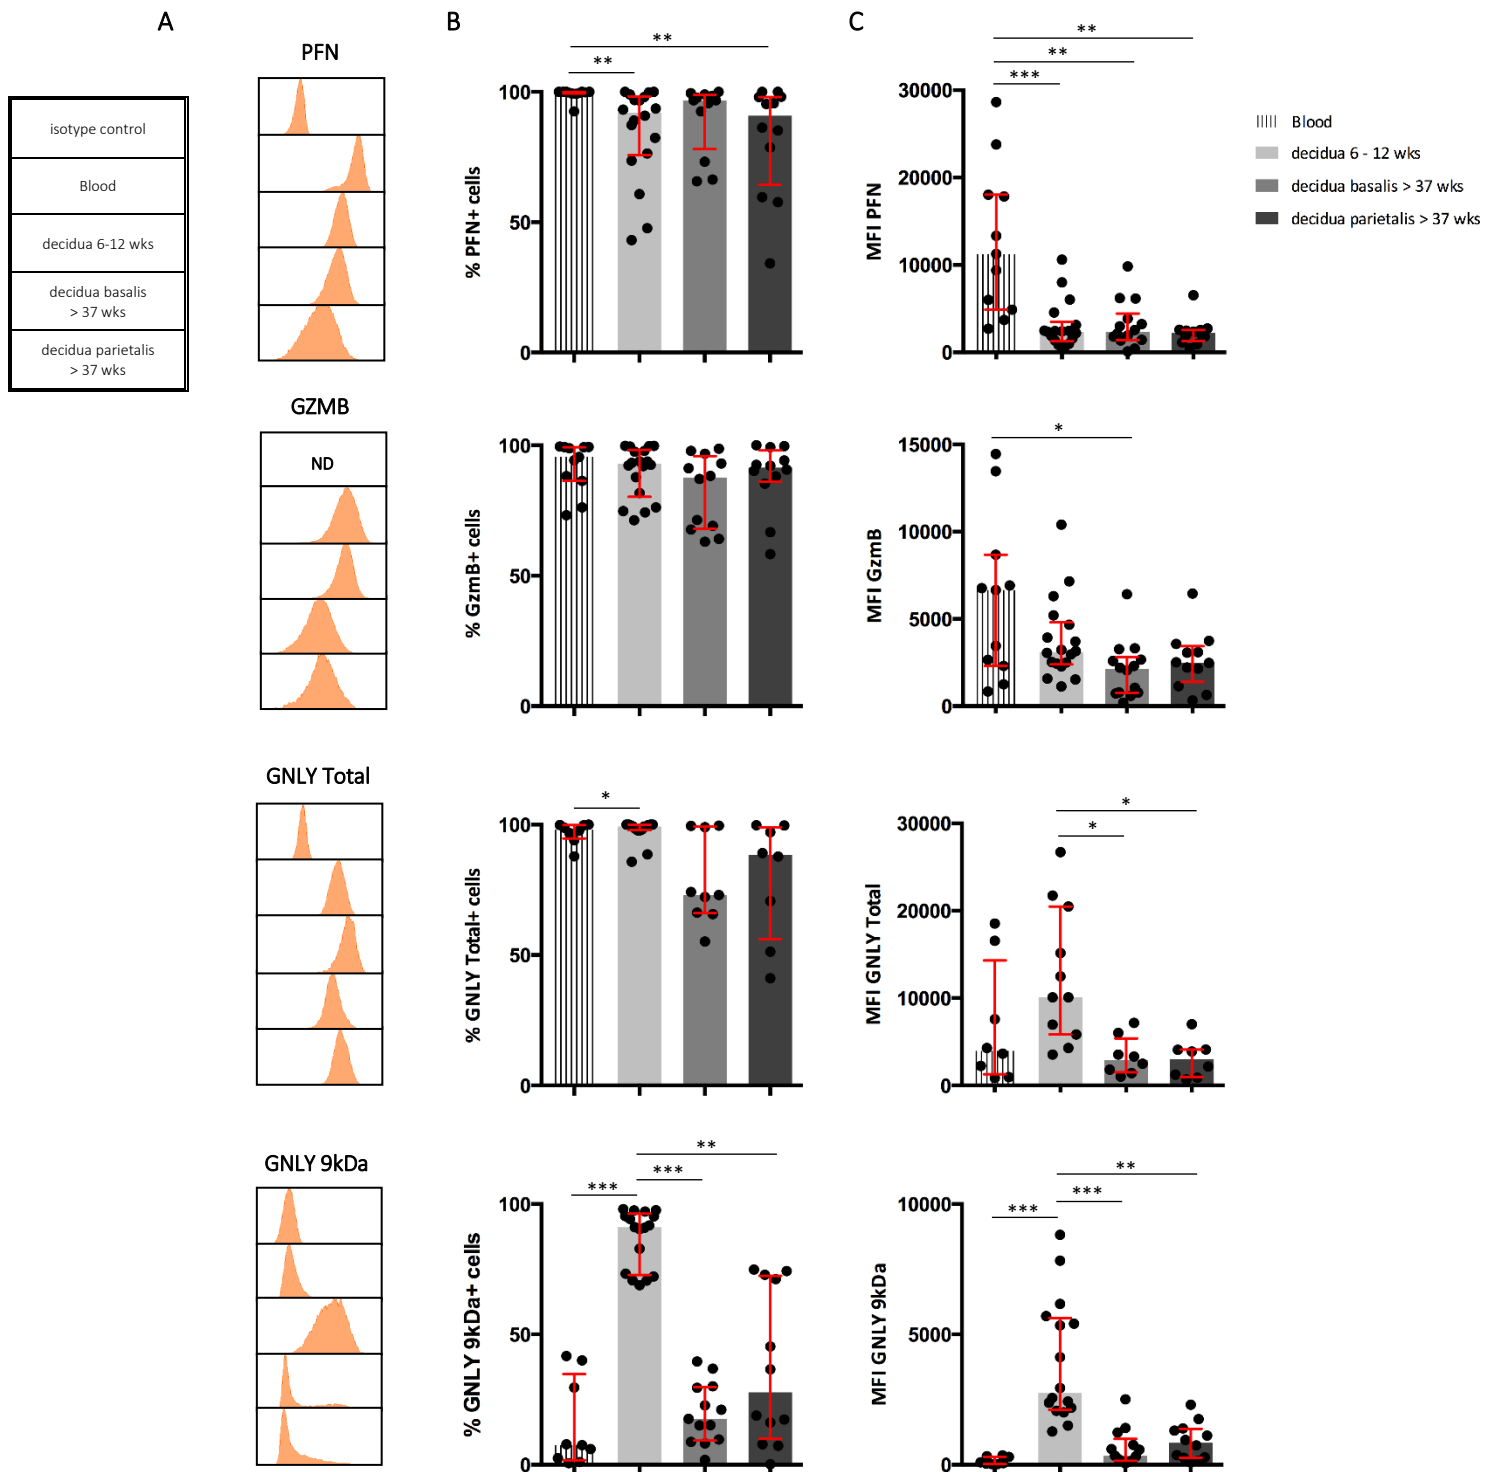 A
B
C
isotype control
Blood
decidua 6-12 wks
decidua basalis
> 37 wks
decidua parietalis
> 37 wks
PFN
**
**
100
50
0
% PFN+ cells
**
**
***
30000
20000
10000
0
MFI PFN
Blood
decidua 6 - 12 wks
decidua basalis > 37 wks
decidua parietalis > 37 wks
GZMB
ND
100
50
0
% GzmB+ cells
*
15000
10000
5000
0
MFI GzmB
GNLY Total
*
100
50
0
% GNLY Total+ cells
*
*
30000
20000
10000
0
MFI GNLY Total
GNLY 9kDa
**
***
***
100
50
0
% GNLY 9kDa+ cells
**
***
***
10000
5000
0
MFI GNLY 9kDa